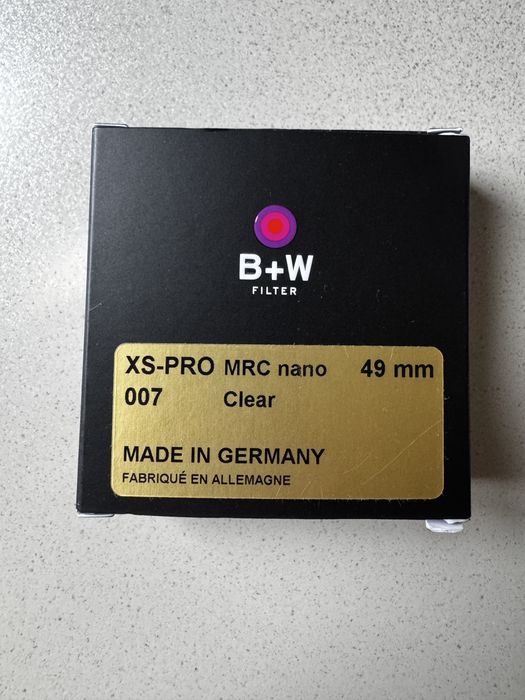 B+W
FILTER
XS-PRO MRC nano 49 mm
007 Clear
MADE IN GERMANY
FABRIQUÉ EN ALLEMAGNE